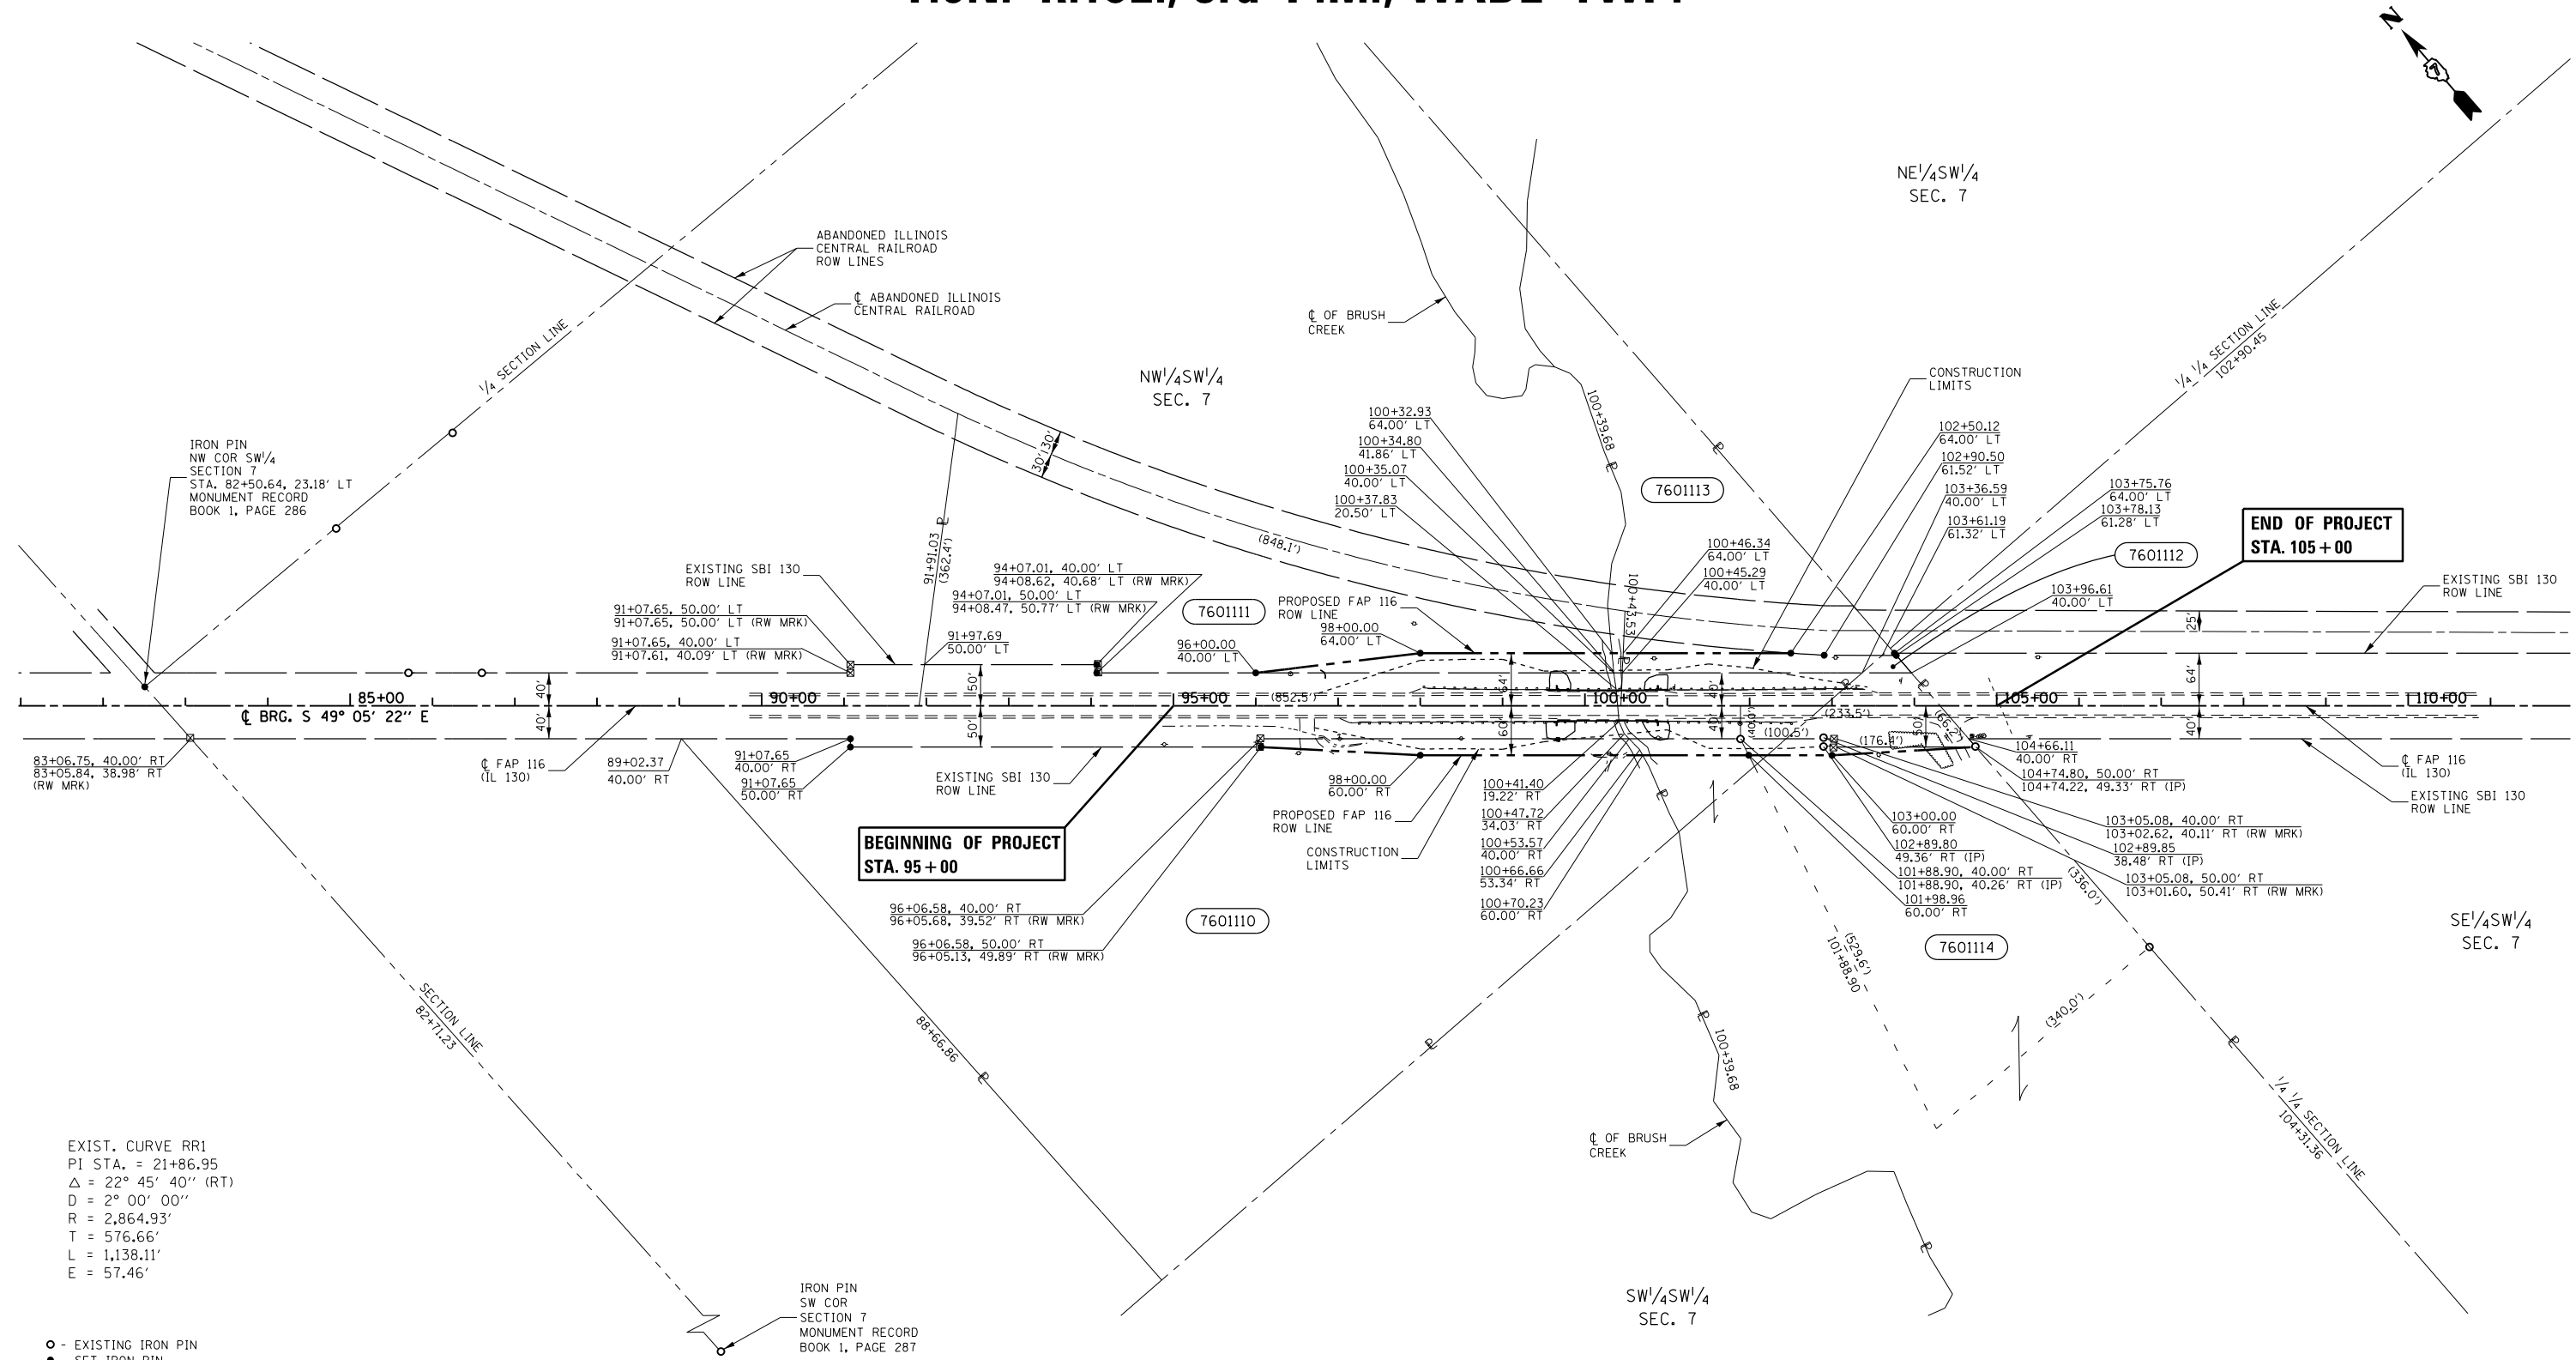 N
7
NE¹/₄SW¹/₄
SEC. 7
ABANDONED ILLINOIS
CENTRAL RAILROAD
ROW LINES
℄ ABANDONED ILLINOIS
CENTRAL RAILROAD
℄ OF BRUSH
CREEK
¹/₄ SECTION LINE
¹/₄ ¹/₄ SECTION LINE
102+90.45
NW¹/₄SW¹/₄
SEC. 7
CONSTRUCTION
LIMITS
IRON PIN
NW COR SW¹/₄
SECTION 7
STA. 82+50.64, 23.18' LT
MONUMENT RECORD
BOOK 1, PAGE 286
30'
30'
100+39.68
100+32.93
64.00' LT
100+34.80
41.86' LT
100+35.07
40.00' LT
100+37.83
20.50' LT
7601113
102+50.12
64.00' LT
102+90.50
61.52' LT
103+36.59
40.00' LT
103+61.19
61.32' LT
103+75.76
64.00' LT
103+78.13
61.28' LT
END OF PROJECT
STA. 105+00
7601112
(848.1')
91+91.03
(362.4')
100+46.34
64.00' LT
100+45.29
40.00' LT
100+43.53
103+96.61
40.00' LT
EXISTING SBI 130
ROW LINE
EXISTING SBI 130
ROW LINE
94+07.01, 40.00' LT
94+08.62, 40.68' LT (RW MRK)
94+07.01, 50.00' LT
94+08.47, 50.77' LT (RW MRK)
91+07.65, 50.00' LT
91+07.65, 50.00' LT (RW MRK)
91+07.65, 40.00' LT
91+07.61, 40.09' LT (RW MRK)
91+97.69
50.00' LT
7601111
PROPOSED FAP 116
ROW LINE
98+00.00
64.00' LT
96+00.00
40.00' LT
25'
64'
40'
40'
40'
50'
50'
64'
60'
40'
40'
50'
85+00
90+00
95+00
100+00
105+00
110+00
(852.5')
℄ BRG. S 49° 05' 22'' E
(40.0')
(100.5')
(233.5')
(176.4')
(66.2')
83+06.75, 40.00' RT
83+05.84, 38.98' RT
(RW MRK)
℄ FAP 116
(IL 130)
89+02.37
40.00' RT
91+07.65
40.00' RT
91+07.65
50.00' RT
EXISTING SBI 130
ROW LINE
98+00.00
60.00' RT
PROPOSED FAP 116
ROW LINE
CONSTRUCTION
LIMITS
100+41.40
19.22' RT
100+47.72
34.03' RT
100+53.57
40.00' RT
100+66.66
53.34' RT
100+70.23
60.00' RT
104+66.11
40.00' RT
104+74.80, 50.00' RT
104+74.22, 49.33' RT (IP)
103+00.00
60.00' RT
102+89.80
49.36' RT (IP)
101+88.90, 40.00' RT
101+88.90, 40.26' RT (IP)
101+98.96
60.00' RT
103+05.08, 40.00' RT
103+02.62, 40.11' RT (RW MRK)
102+89.85
38.48' RT (IP)
103+05.08, 50.00' RT
103+01.60, 50.41' RT (RW MRK)
℄ FAP 116
(IL 130)
EXISTING SBI 130
ROW LINE
BEGINNING OF PROJECT
STA. 95+00
96+06.58, 40.00' RT
96+05.68, 39.52' RT (RW MRK)
96+06.58, 50.00' RT
96+05.13, 49.89' RT (RW MRK)
7601110
7601114
(336.0')
(529.6')
101+88.90
(340.0')
SE¹/₄SW¹/₄
SEC. 7
SECTION LINE
82+71.23
88+66.86
100+39.68
℄ OF BRUSH
CREEK
¹/₄ ¹/₄ SECTION LINE
104+31.36
EXIST. CURVE RR1
PI STA. = 21+86.95
△ = 22° 45' 40'' (RT)
D = 2° 00' 00''
R = 2,864.93'
T = 576.66'
L = 1,138.11'
E = 57.46'
IRON PIN
SW COR
SECTION 7
MONUMENT RECORD
BOOK 1, PAGE 287
SW¹/₄SW¹/₄
SEC. 7
- EXISTING IRON PIN